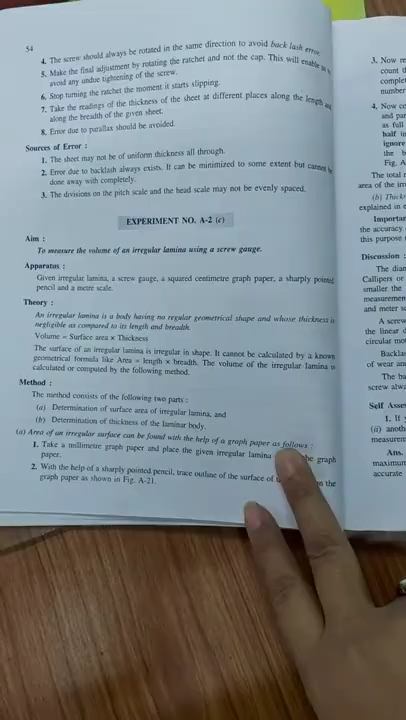 54
4. The screw should always be rotated in the same direction to avoid back lash error.
5. Make the final adjustment by rotating the ratchet and not the cap. This will enable us to
avoid any undue tightening of the screw.
6. Stop turning the ratchet the moment it starts slipping.
7. Take the readings of the thickness of the sheet at different places along the length and
along the breadth of the given sheet.
8. Error due to parallax should be avoided.
Sources of Error :
1. The sheet may not be of uniform thickness all through.
2. Error due to backlash always exists. It can be minimized to some extent but cannot be
done away with completely.
3. The divisions on the pitch scale and the head scale may not be evenly spaced.
EXPERIMENT NO. A-2 (c)
Aim :
To measure the volume of an irregular lamina using a screw gauge.
Apparatus :
Given irregular lamina, a screw gauge, a squared centimetre graph paper, a sharply pointed
pencil and a metre scale.
Theory :
An irregular lamina is a body having no regular geometrical shape and whose thickness is
negligible as compared to its length and breadth.
Volume = Surface area × Thickness
The surface of an irregular lamina is irregular in shape. It cannot be calculated by a known
geometrical formula like Area = length × breadth. The volume of the irregular lamina is
calculated or computed by the following method.
Method :
The method consists of the following two parts :
(a) Determination of surface area of irregular lamina, and
(b) Determination of thickness of the laminar body.
(a) Area of an irregular surface can be found with the help of a graph paper as follows :
1. Take a millimetre graph paper and place the given irregular lamina the graph
paper.
2. With the help of a sharply pointed pencil, trace outline of the surface of on the
graph paper as shown in Fig. A-21.
3. Now re
count t
complet
number
4. Now co
and par
as full
half in
ignore
the b
Fig. A
The total r
area of the irre
(b) Thickn
explained in e
Importan
the accuracy
this purpose
Discussion :
The dian
Callipers or
smaller the
measuremen
and meter sc
A screw
the linear d
circular mot
Backlas
of wear an
The ba
screw alwa
Self Asse
1. If
(ii) anoth
measurem
Ans.
maximum
accurate